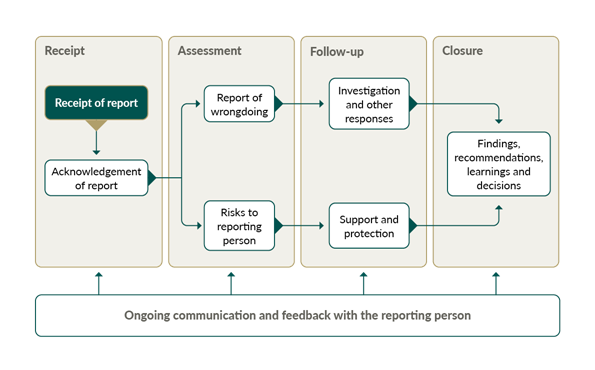 Receipt
Assessment
Follow-up
Closure
Receipt of report
Acknowledgement
of report
Report of
wrongdoing
Risks to
reporting
person
Investigation
and other
responses
Support and
protection
Findings,
recommendations,
learnings and
decisions
Ongoing communication and feedback with the reporting person